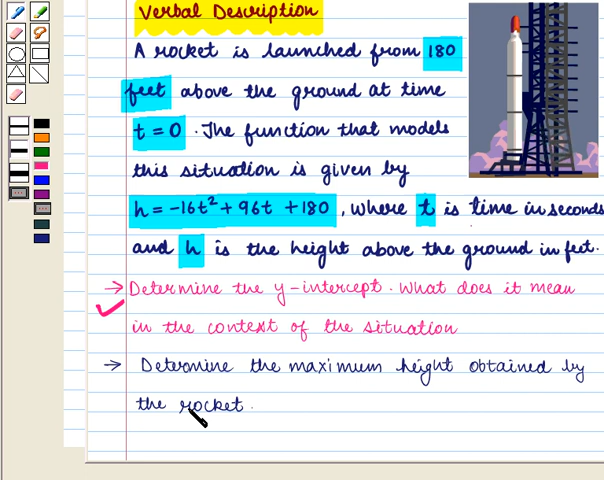 Verbal Description
A rocket is launched from 180
feet above the ground at time
t = 0. The function that models
this situation is given by
h = -16t² + 96t + 180, where t is time in seconds
and h is the height above the ground in feet.
→ Determine the y-intercept. What does it mean
in the context of the situation
→ Determine the maximum height obtained by
the rocket.